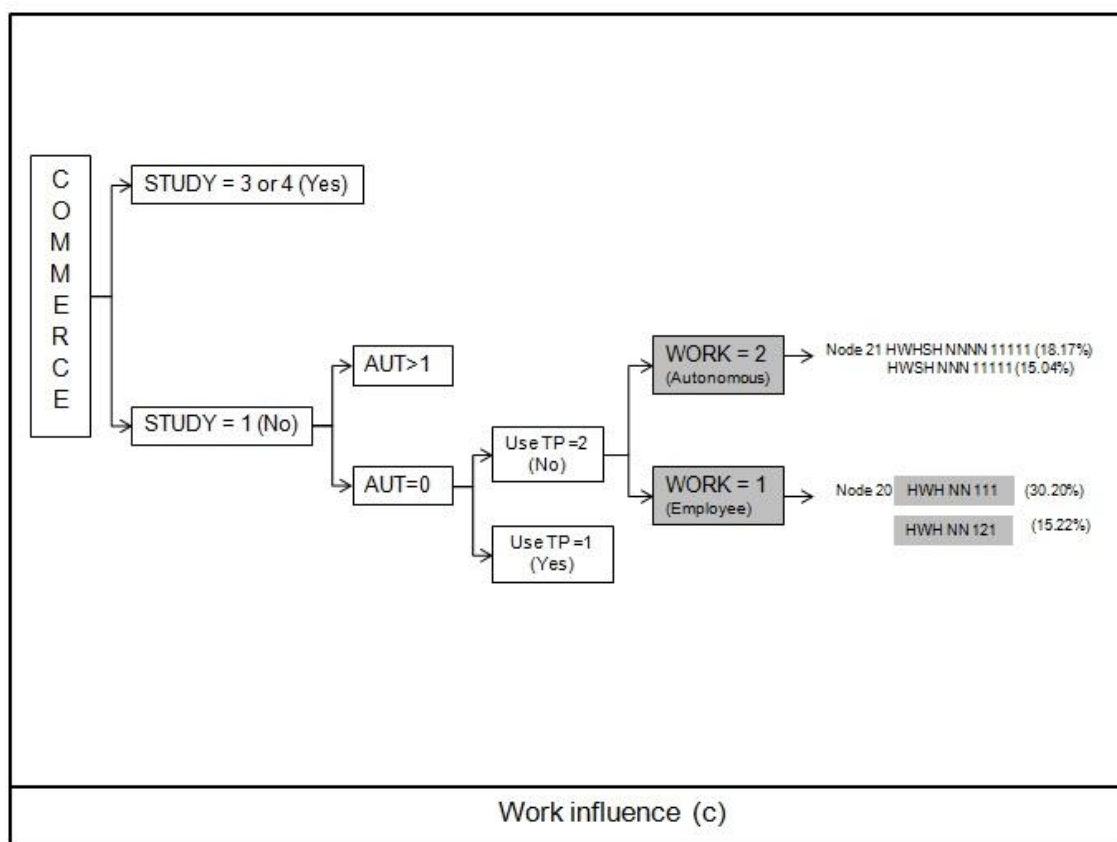 COMMERCE
STUDY = 3 or 4 (Yes)
STUDY = 1 (No)
AUT>1
AUT=0
Use TP =2
(No)
Use TP =1
(Yes)
WORK = 2
(Autonomous)
WORK = 1
(Employee)
Node 21 HWHSH NNNN 11111 (18.17%)
HWSH NNN 11111 (15.04%)
Node 20 HWH NN 111 (30.20%)
HWH NN 121 (15.22%)
Work influence (c)